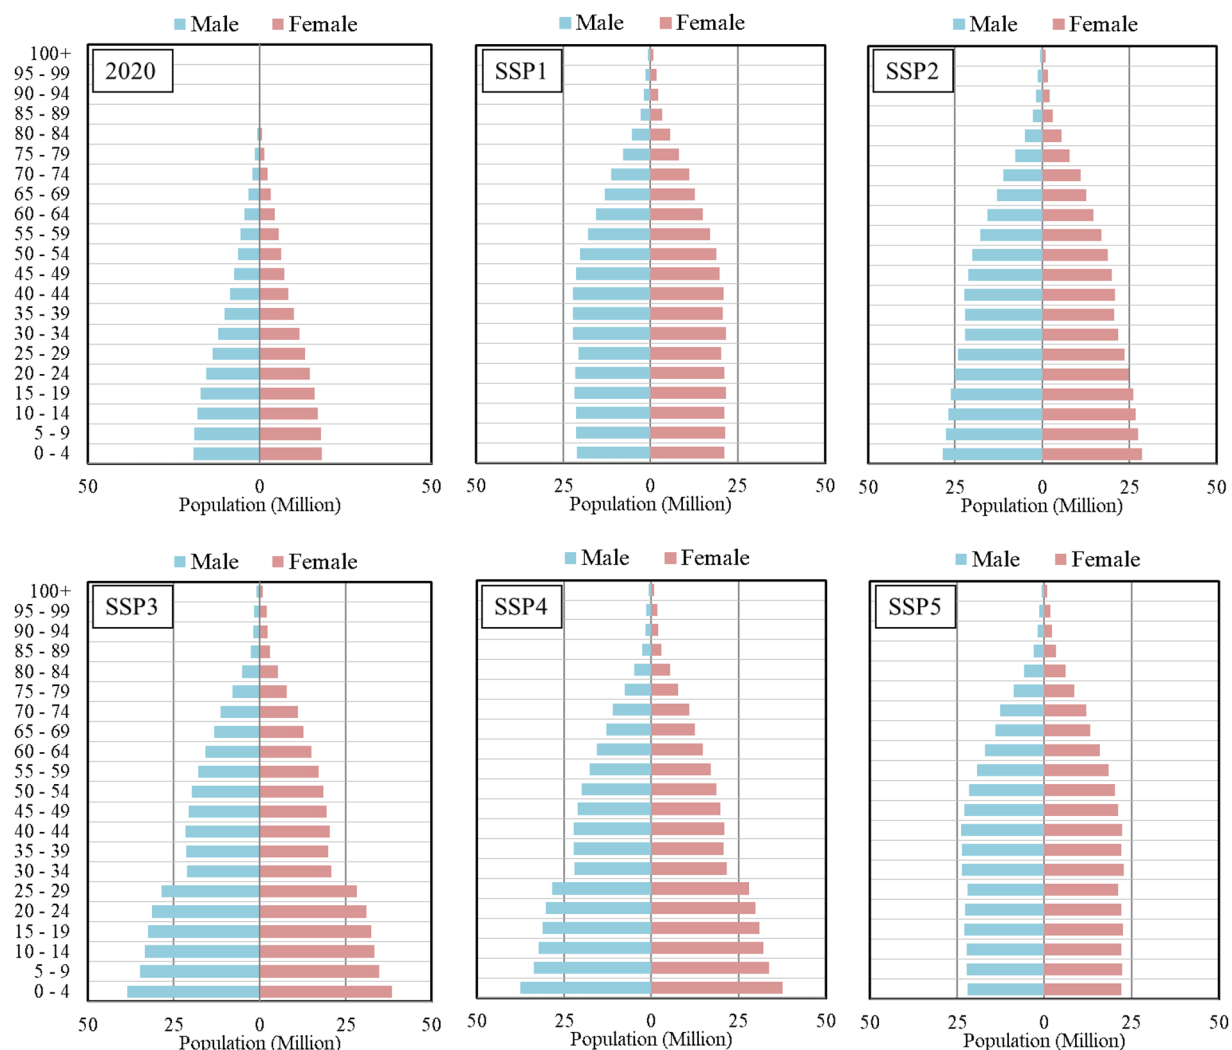 Male Female
Male Female
Male Female
2020
SSP1
SSP2
100+
95 - 99
90 - 94
85 - 89
80 - 84
75 - 79
70 - 74
65 - 69
60 - 64
55 - 59
50 - 54
45 - 49
40 - 44
35 - 39
30 - 34
25 - 29
20 - 24
15 - 19
10 - 14
5 - 9
0 - 4
50 0 50
Population (Million)
50 25 0 25 50
Population (Million)
50 25 0 25 50
Population (Million)
Male Female
Male Female
Male Female
SSP3
SSP4
SSP5
100+
95 - 99
90 - 94
85 - 89
80 - 84
75 - 79
70 - 74
65 - 69
60 - 64
55 - 59
50 - 54
45 - 49
40 - 44
35 - 39
30 - 34
25 - 29
20 - 24
15 - 19
10 - 14
5 - 9
0 - 4
50 25 0 25 50
Population (Million)
50 25 0 25 50
Population (Million)
50 25 0 25 50
Population (Million)